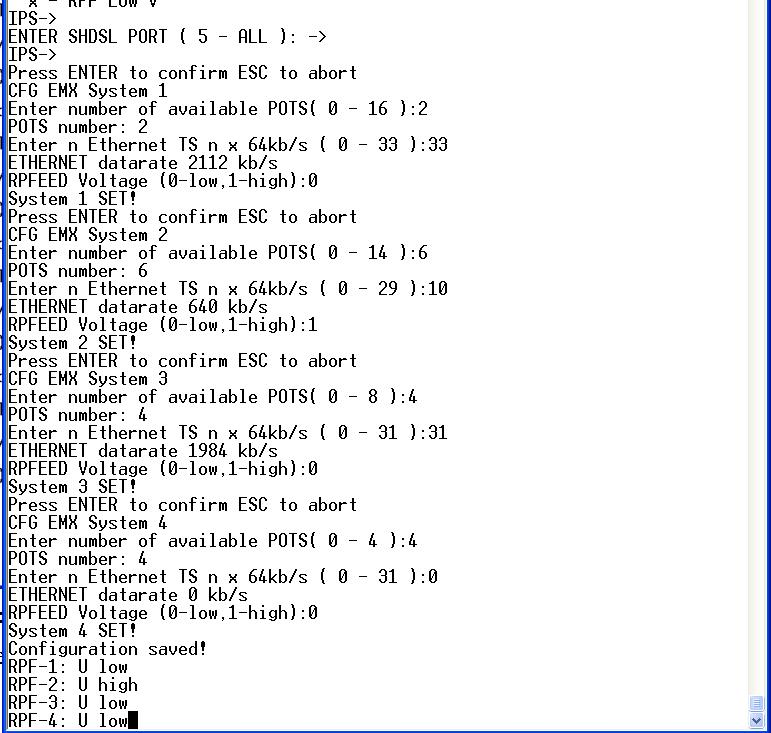 x - RPF Low V
IPS->
ENTER SHDSL PORT ( 5 - ALL ): ->
IPS->
Press ENTER to confirm ESC to abort
CFG EMX System 1
Enter number of available POTS( 0 - 16 ):2
POTS number: 2
Enter n Ethernet TS n x 64kb/s ( 0 - 33 ):33
ETHERNET datarate 2112 kb/s
RPFEED Voltage (0-low,1-high):0
System 1 SET!
Press ENTER to confirm ESC to abort
CFG EMX System 2
Enter number of available POTS( 0 - 14 ):6
POTS number: 6
Enter n Ethernet TS n x 64kb/s ( 0 - 29 ):10
ETHERNET datarate 640 kb/s
RPFEED Voltage (0-low,1-high):1
System 2 SET!
Press ENTER to confirm ESC to abort
CFG EMX System 3
Enter number of available POTS( 0 - 8 ):4
POTS number: 4
Enter n Ethernet TS n x 64kb/s ( 0 - 31 ):31
ETHERNET datarate 1984 kb/s
RPFEED Voltage (0-low,1-high):0
System 3 SET!
Press ENTER to confirm ESC to abort
CFG EMX System 4
Enter number of available POTS( 0 - 4 ):4
POTS number: 4
Enter n Ethernet TS n x 64kb/s ( 0 - 31 ):0
ETHERNET datarate 0 kb/s
RPFEED Voltage (0-low,1-high):0
System 4 SET!
Configuration saved!
RPF-1: U low
RPF-2: U high
RPF-3: U low
RPF-4: U low